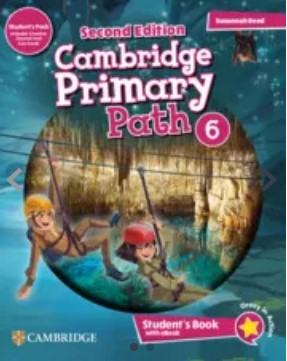 Student's Pack
Susannah Reed
Second Edition
Cambridge
Primary
Path 6
CAMBRIDGE
Student's Book
with eBook